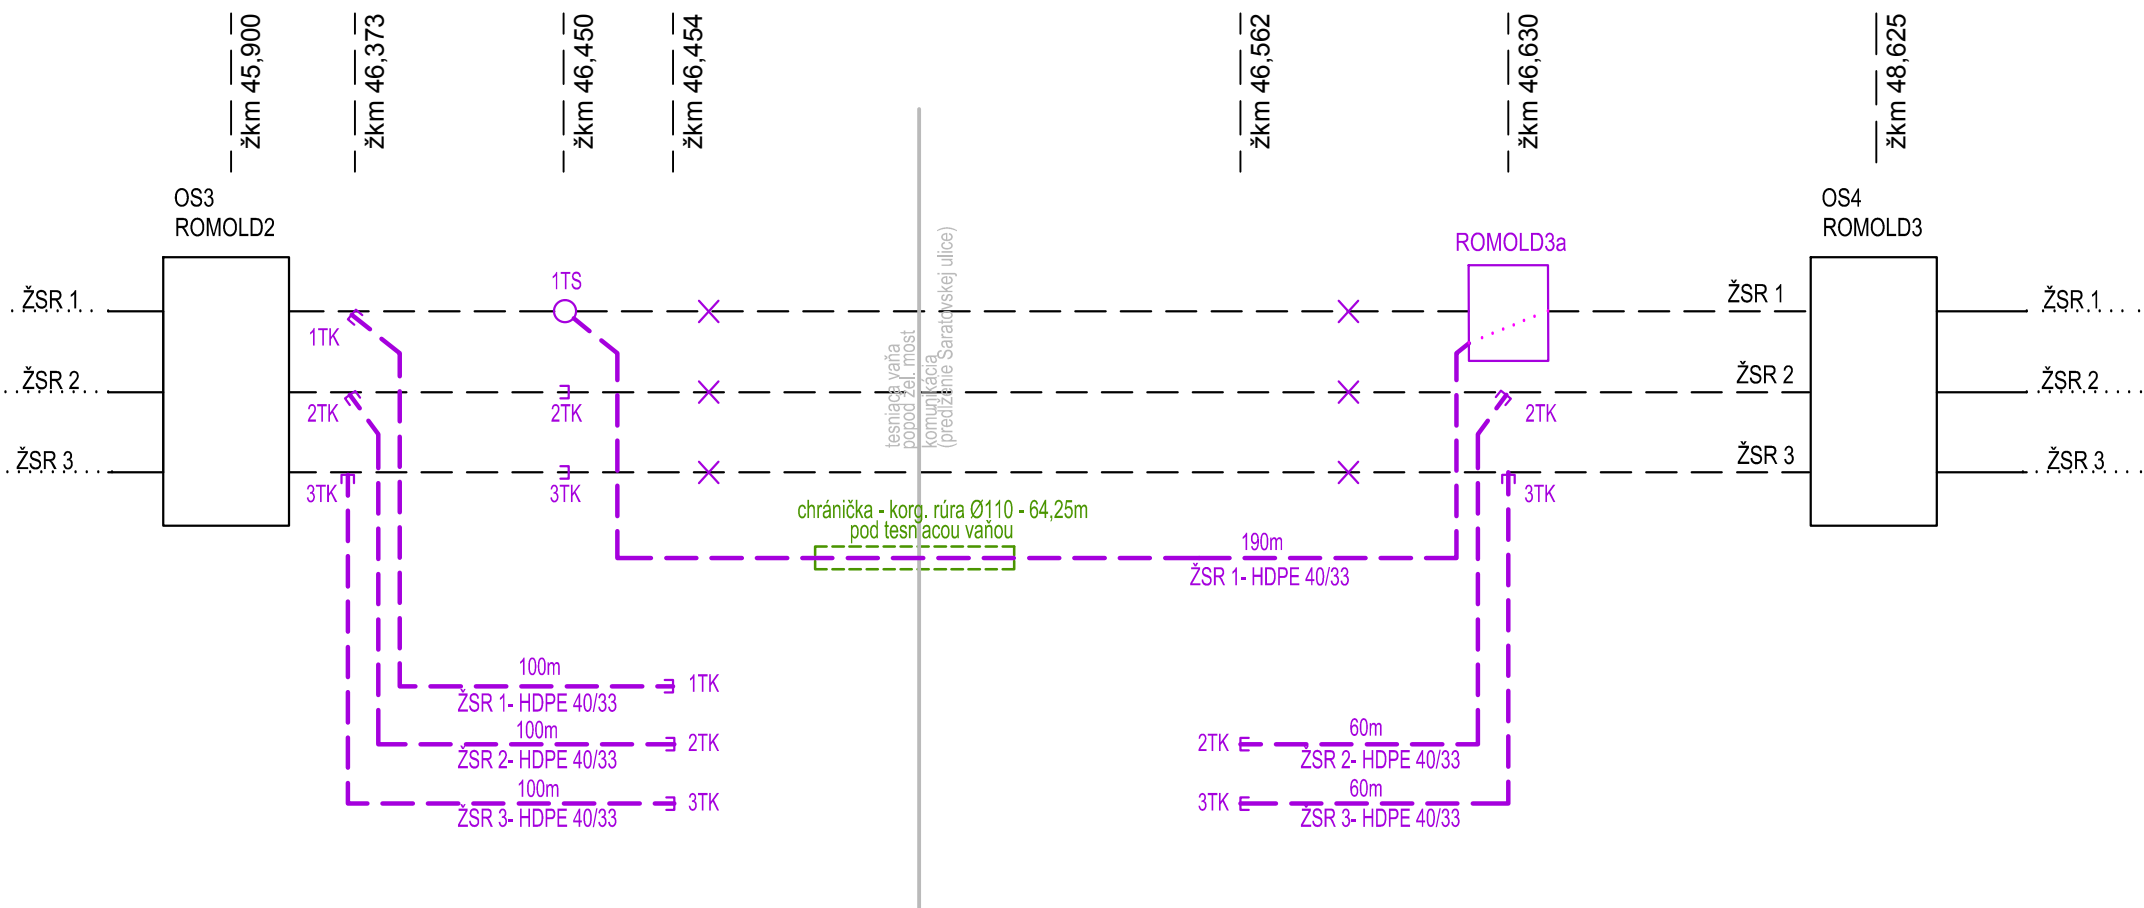 žkm 45,900
žkm 46,373
žkm 46,450
žkm 46,454
žkm 46,562
žkm 46,630
žkm 48,625
OS3
ROMOLD2
OS4
ROMOLD3
ROMOLD3a
1TS
ŽSR 1
ŽSR 1
ŽSR 1
1TK
ŽSR 2
ŽSR 2
ŽSR 2
2TK
2TK
2TK
ŽSR 3
ŽSR 3
ŽSR 3
3TK
3TK
3TK
tesniaca vaňa
popod žel. most
komunikácia
(predĺženie Saratovskej ulice)
chránička - korg. rúra Ø110 - 64,25m
pod tesniacou vaňou
190m
ŽSR 1- HDPE 40/33
100m
1TK
ŽSR 1- HDPE 40/33
100m
2TK
ŽSR 2- HDPE 40/33
100m
3TK
ŽSR 3- HDPE 40/33
60m
2TK
ŽSR 2- HDPE 40/33
60m
3TK
ŽSR 3- HDPE 40/33